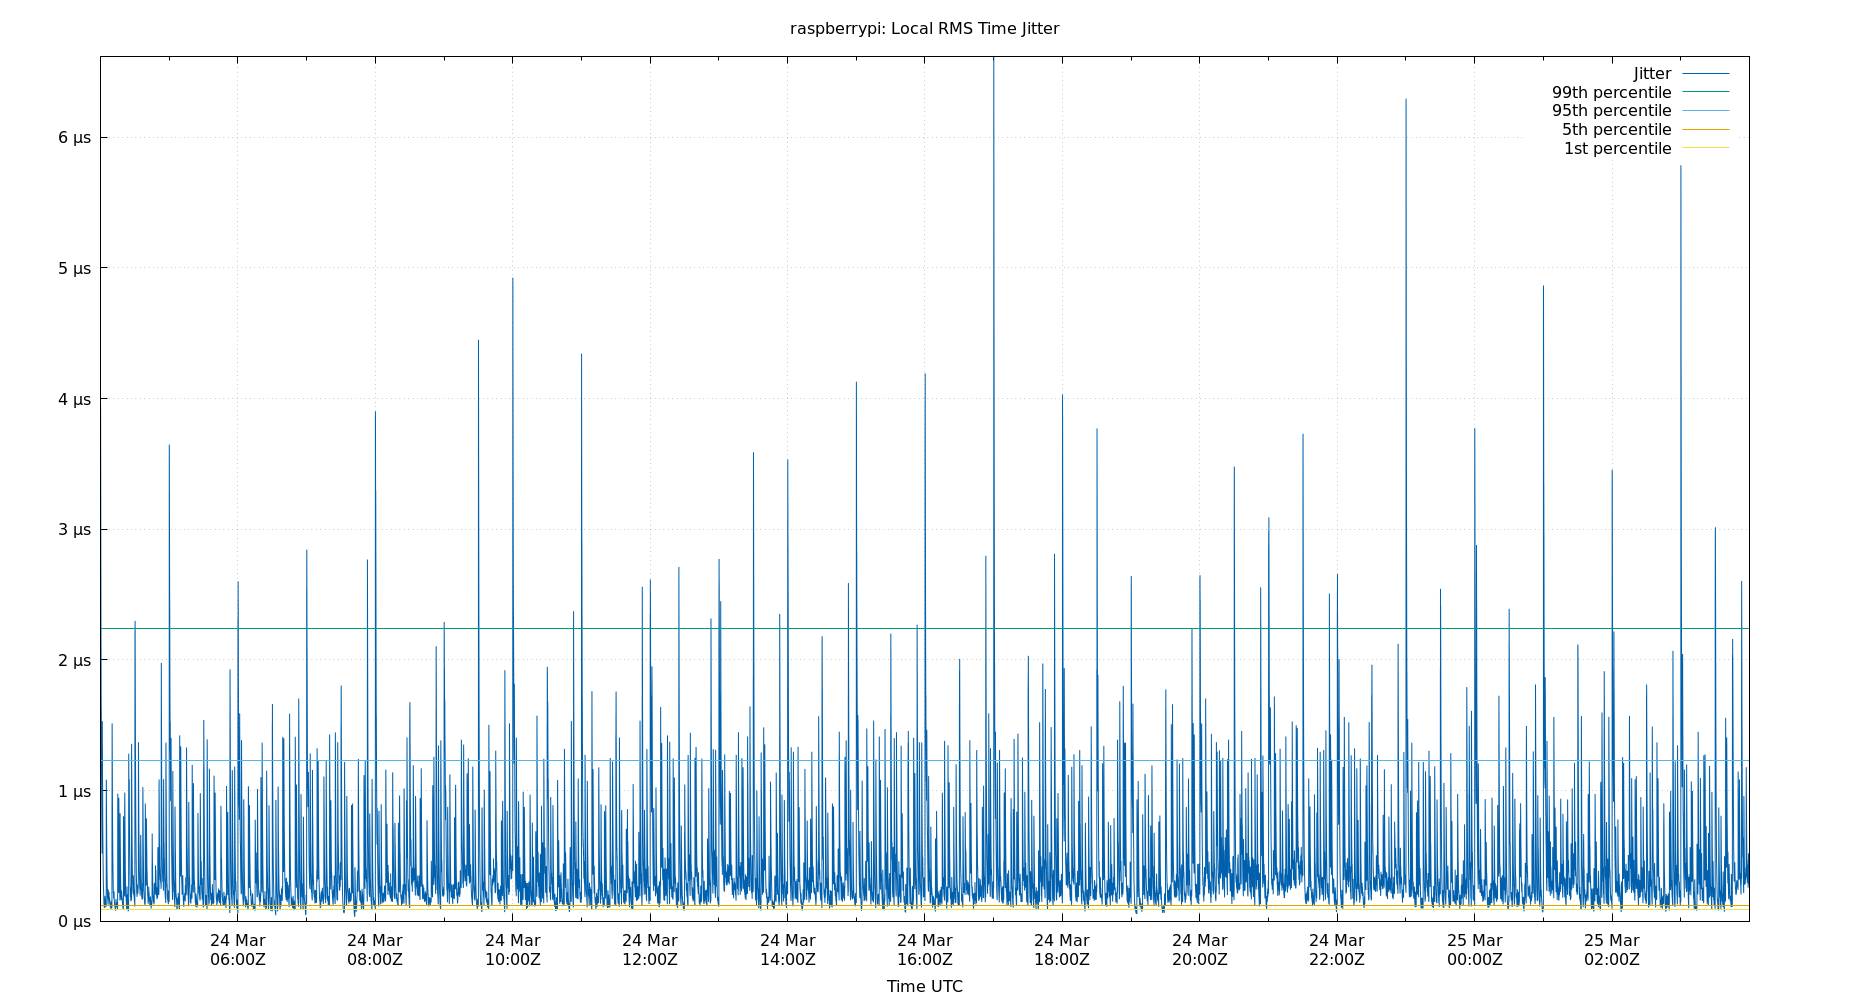 raspberrypi: Local RMS Time Jitter
Jitter
99th percentile
95th percentile
5th percentile
1st percentile
6 µs
5 µs
4 µs
3 µs
2 µs
1 µs
0 µs
24 Mar 24 Mar 24 Mar 24 Mar 24 Mar 24 Mar 24 Mar 24 Mar 24 Mar 25 Mar 25 Mar
06:00Z 08:00Z 10:00Z 12:00Z 14:00Z 16:00Z 18:00Z 20:00Z 22:00Z 00:00Z 02:00Z
Time UTC